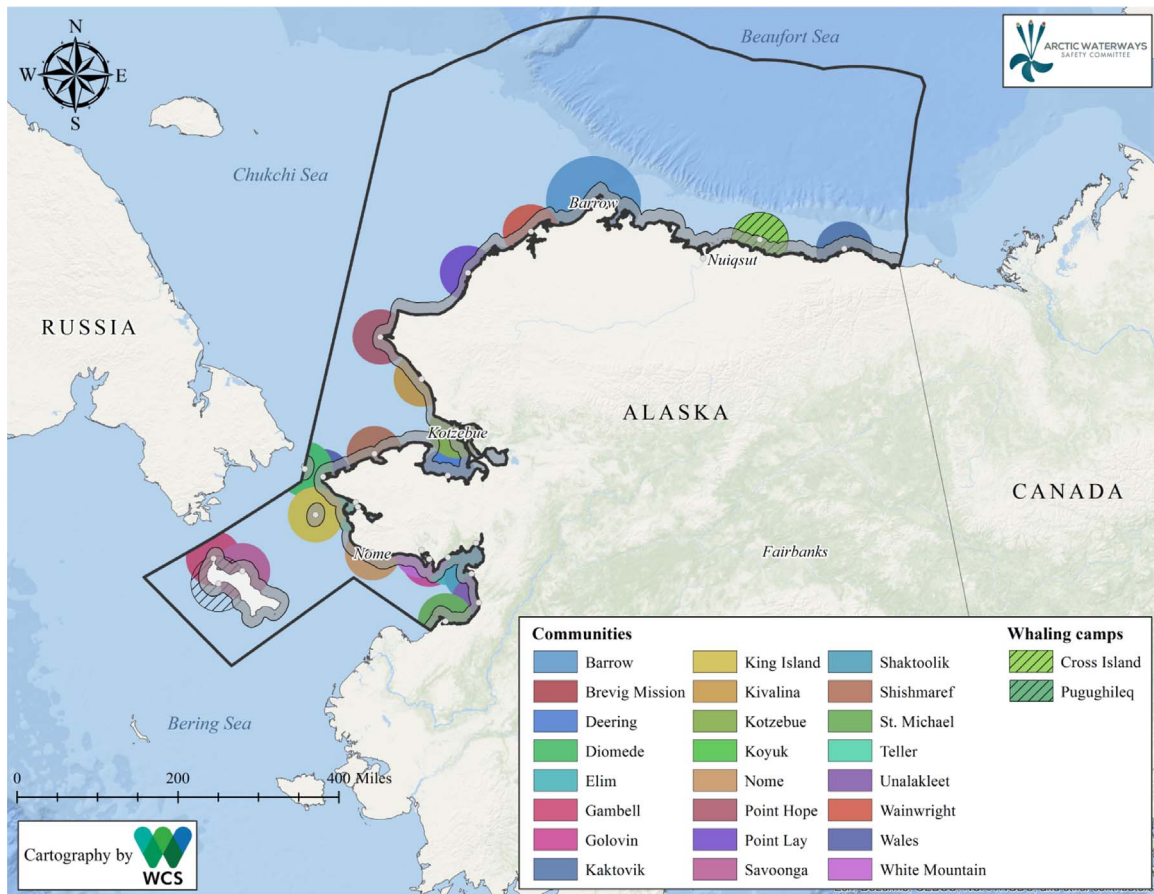 N
W E
S
Beaufort Sea
ARCTIC WATERWAYS
SAFETY COMMITTEE
Chukchi Sea
Barrow
Nuiqsut
RUSSIA
Kotzebue
ALASKA
CANADA
Nome
Fairbanks
Bering Sea
0 200 400 Miles
Cartography by
WCS
Communities
Barrow
Brevig Mission
Deering
Diomede
Elim
Gambell
Golovin
Kaktovik
King Island
Kivalina
Kotzebue
Koyuk
Nome
Point Hope
Point Lay
Savoonga
Shaktoolik
Shishmaref
St. Michael
Teller
Unalakleet
Wainwright
Wales
White Mountain
Whaling camps
Cross Island
Pugughileq